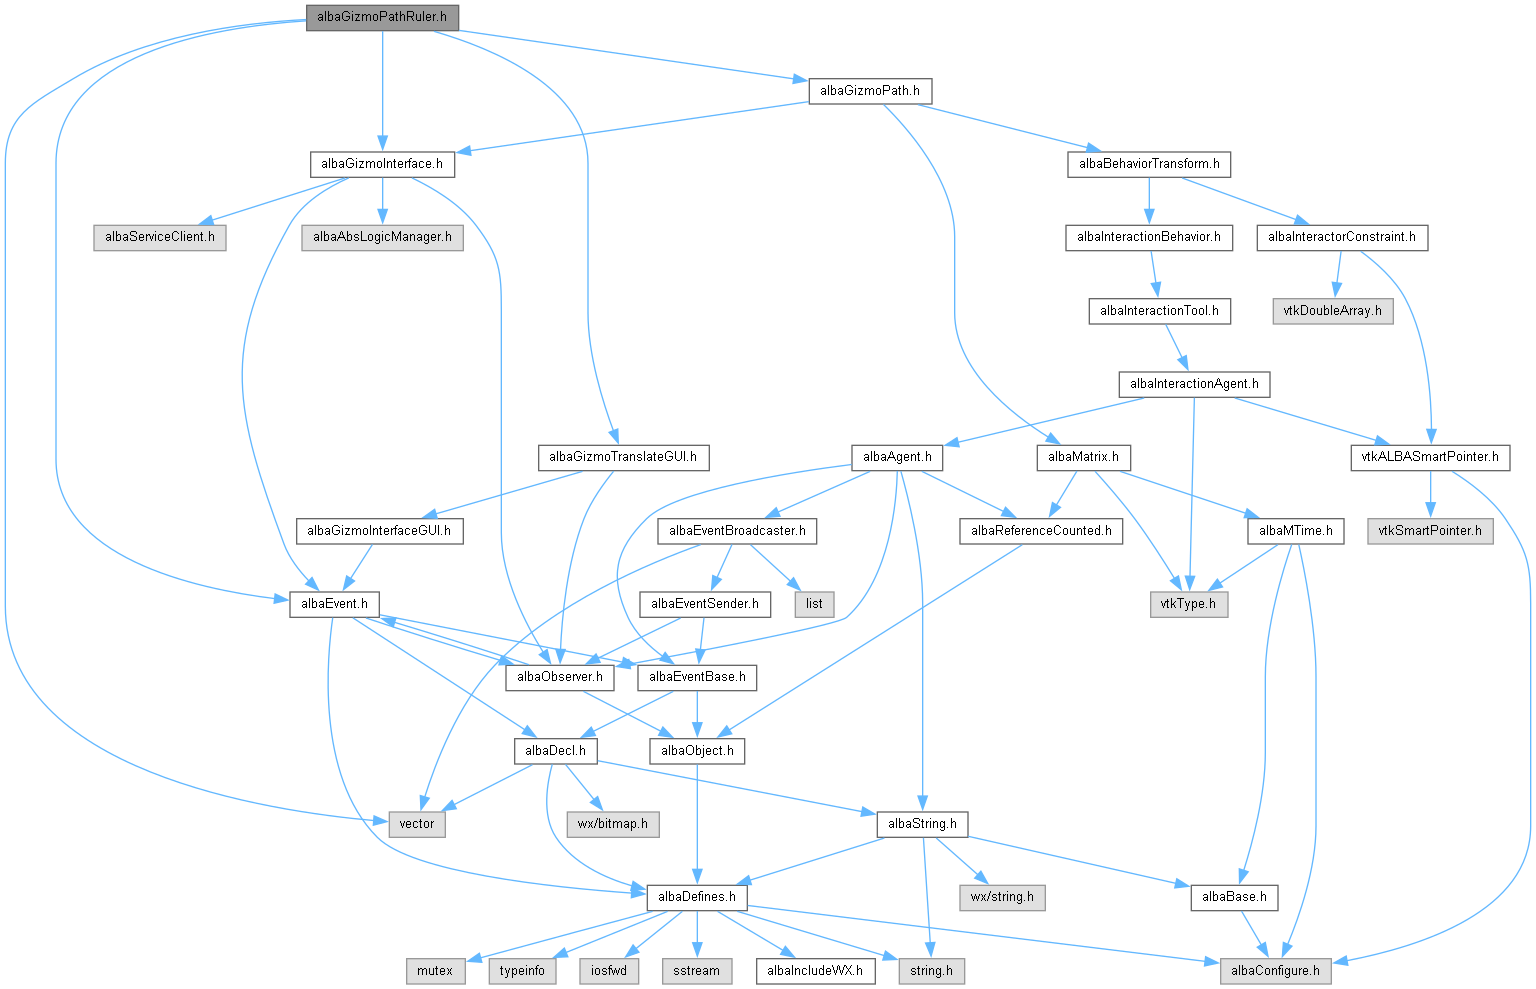 albaGizmoPathRuler.h
albaGizmoPath.h
albaGizmoInterface.h
albaBehaviorTransform.h
albaServiceClient.h
albaAbsLogicManager.h
albaInteractionBehavior.h
albaInteractorConstraint.h
albaInteractionTool.h
vtkDoubleArray.h
albaInteractionAgent.h
albaGizmoTranslateGUI.h
albaAgent.h
albaMatrix.h
vtkALBASmartPointer.h
albaGizmoInterfaceGUI.h
albaEventBroadcaster.h
albaReferenceCounted.h
albaMTime.h
vtkSmartPointer.h
albaEvent.h
albaEventSender.h
list
vtkType.h
albaObserver.h
albaEventBase.h
albaDecl.h
albaObject.h
vector
wx/bitmap.h
albaString.h
albaDefines.h
wx/string.h
albaBase.h
mutex
typeinfo
iosfwd
sstream
albaIncludeWX.h
string.h
albaConfigure.h